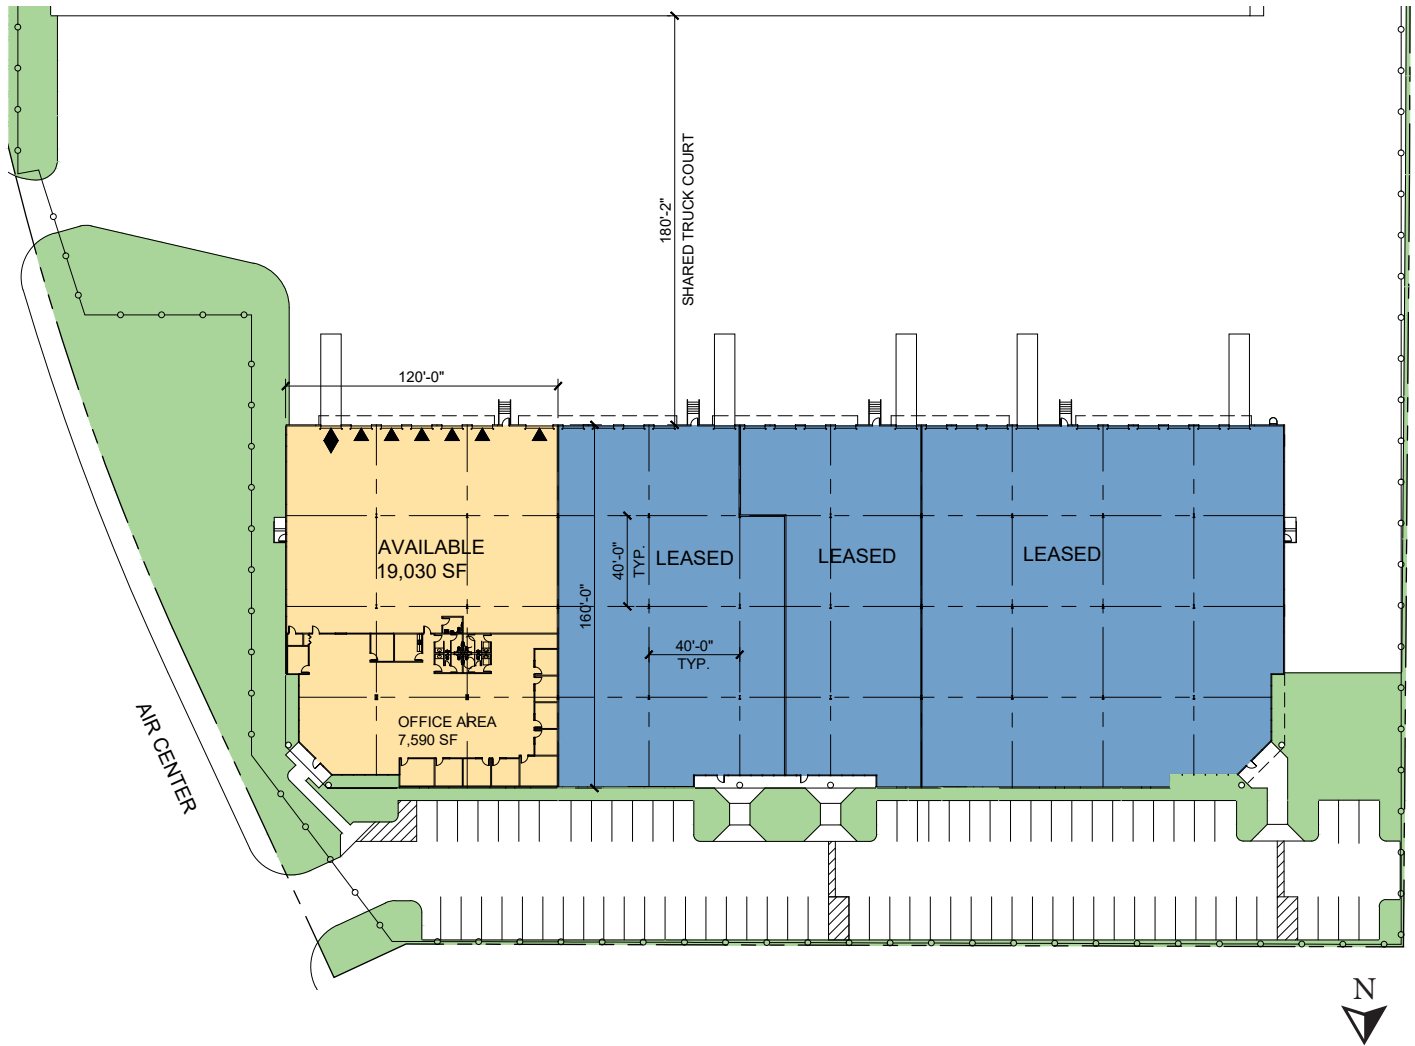 180'-2"
SHARED TRUCK COURT
120'-0"
AVAILABLE
19,030 SF
40'-0"
TYP.
160'-0"
LEASED
LEASED
LEASED
40'-0"
TYP.
OFFICE AREA
7,590 SF
AIR CENTER
N